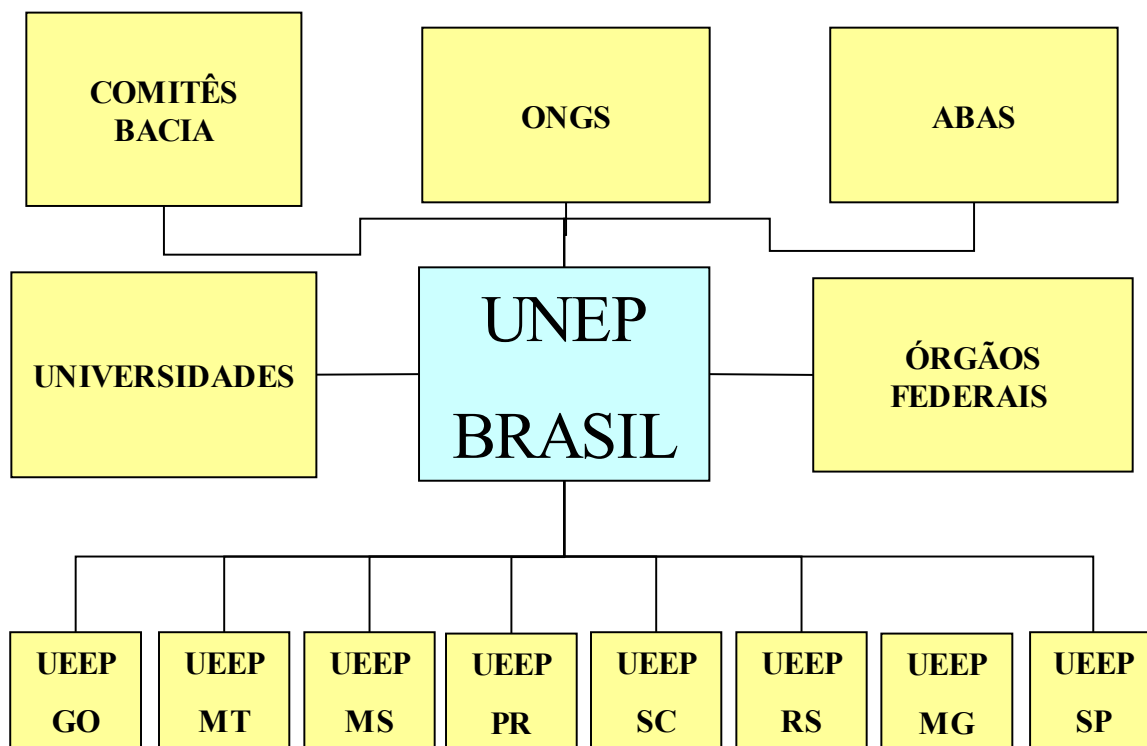 COMITÊS
BACIA
ONGS
ABAS
UNIVERSIDADES
UNEP
BRASIL
ÓRGÃOS
FEDERAIS
UEEP
GO
UEEP
MT
UEEP
MS
UEEP
PR
UEEP
SC
UEEP
RS
UEEP
MG
UEEP
SP